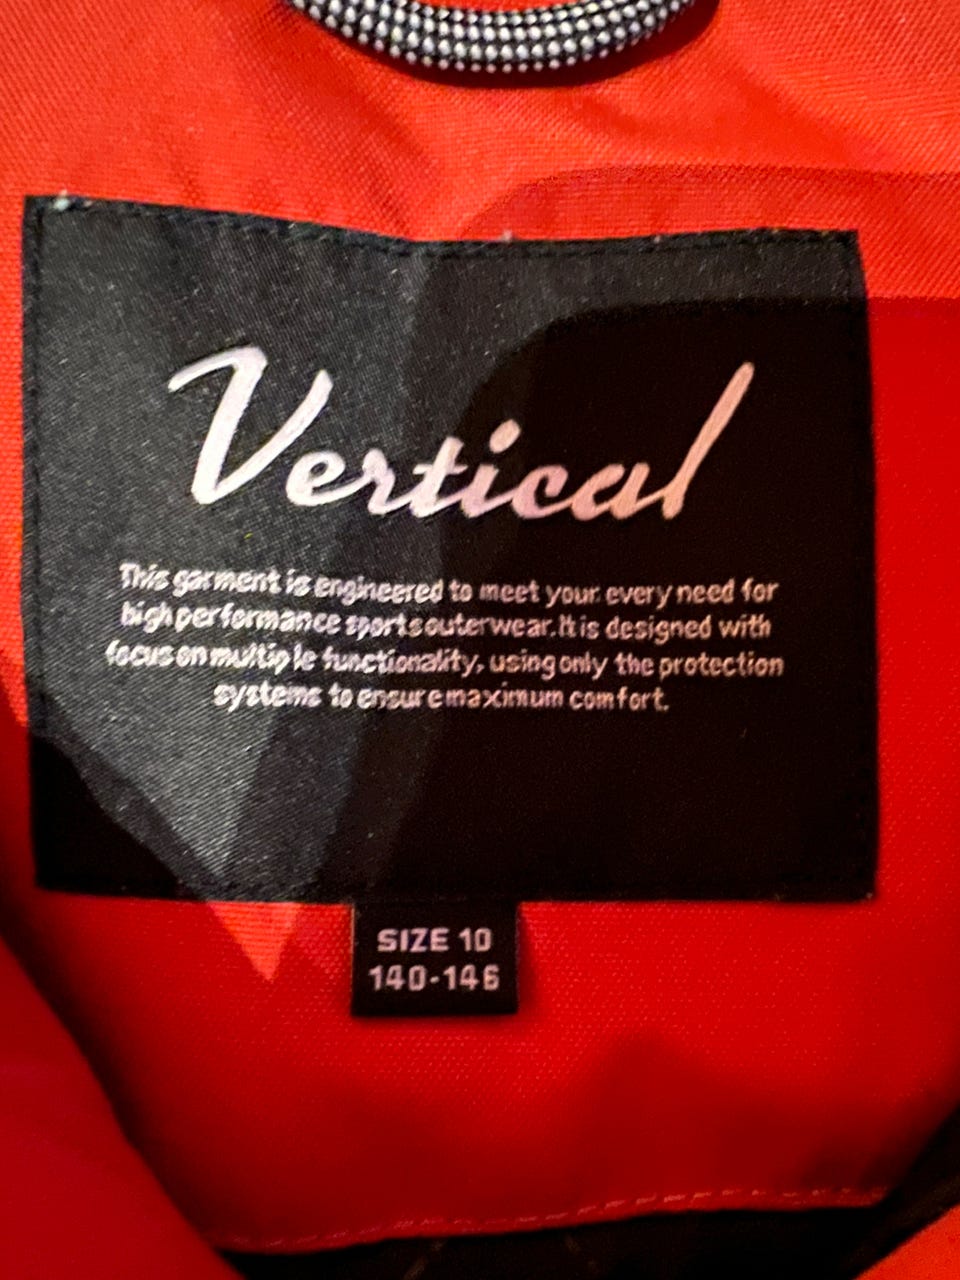 Vertical
This garment is engineered to meet your every need for
high performance sports outerwear. It is designed with
focus on multiple functionality, using only the protection
systems to ensure maximum comfort.
SIZE 10
140-146